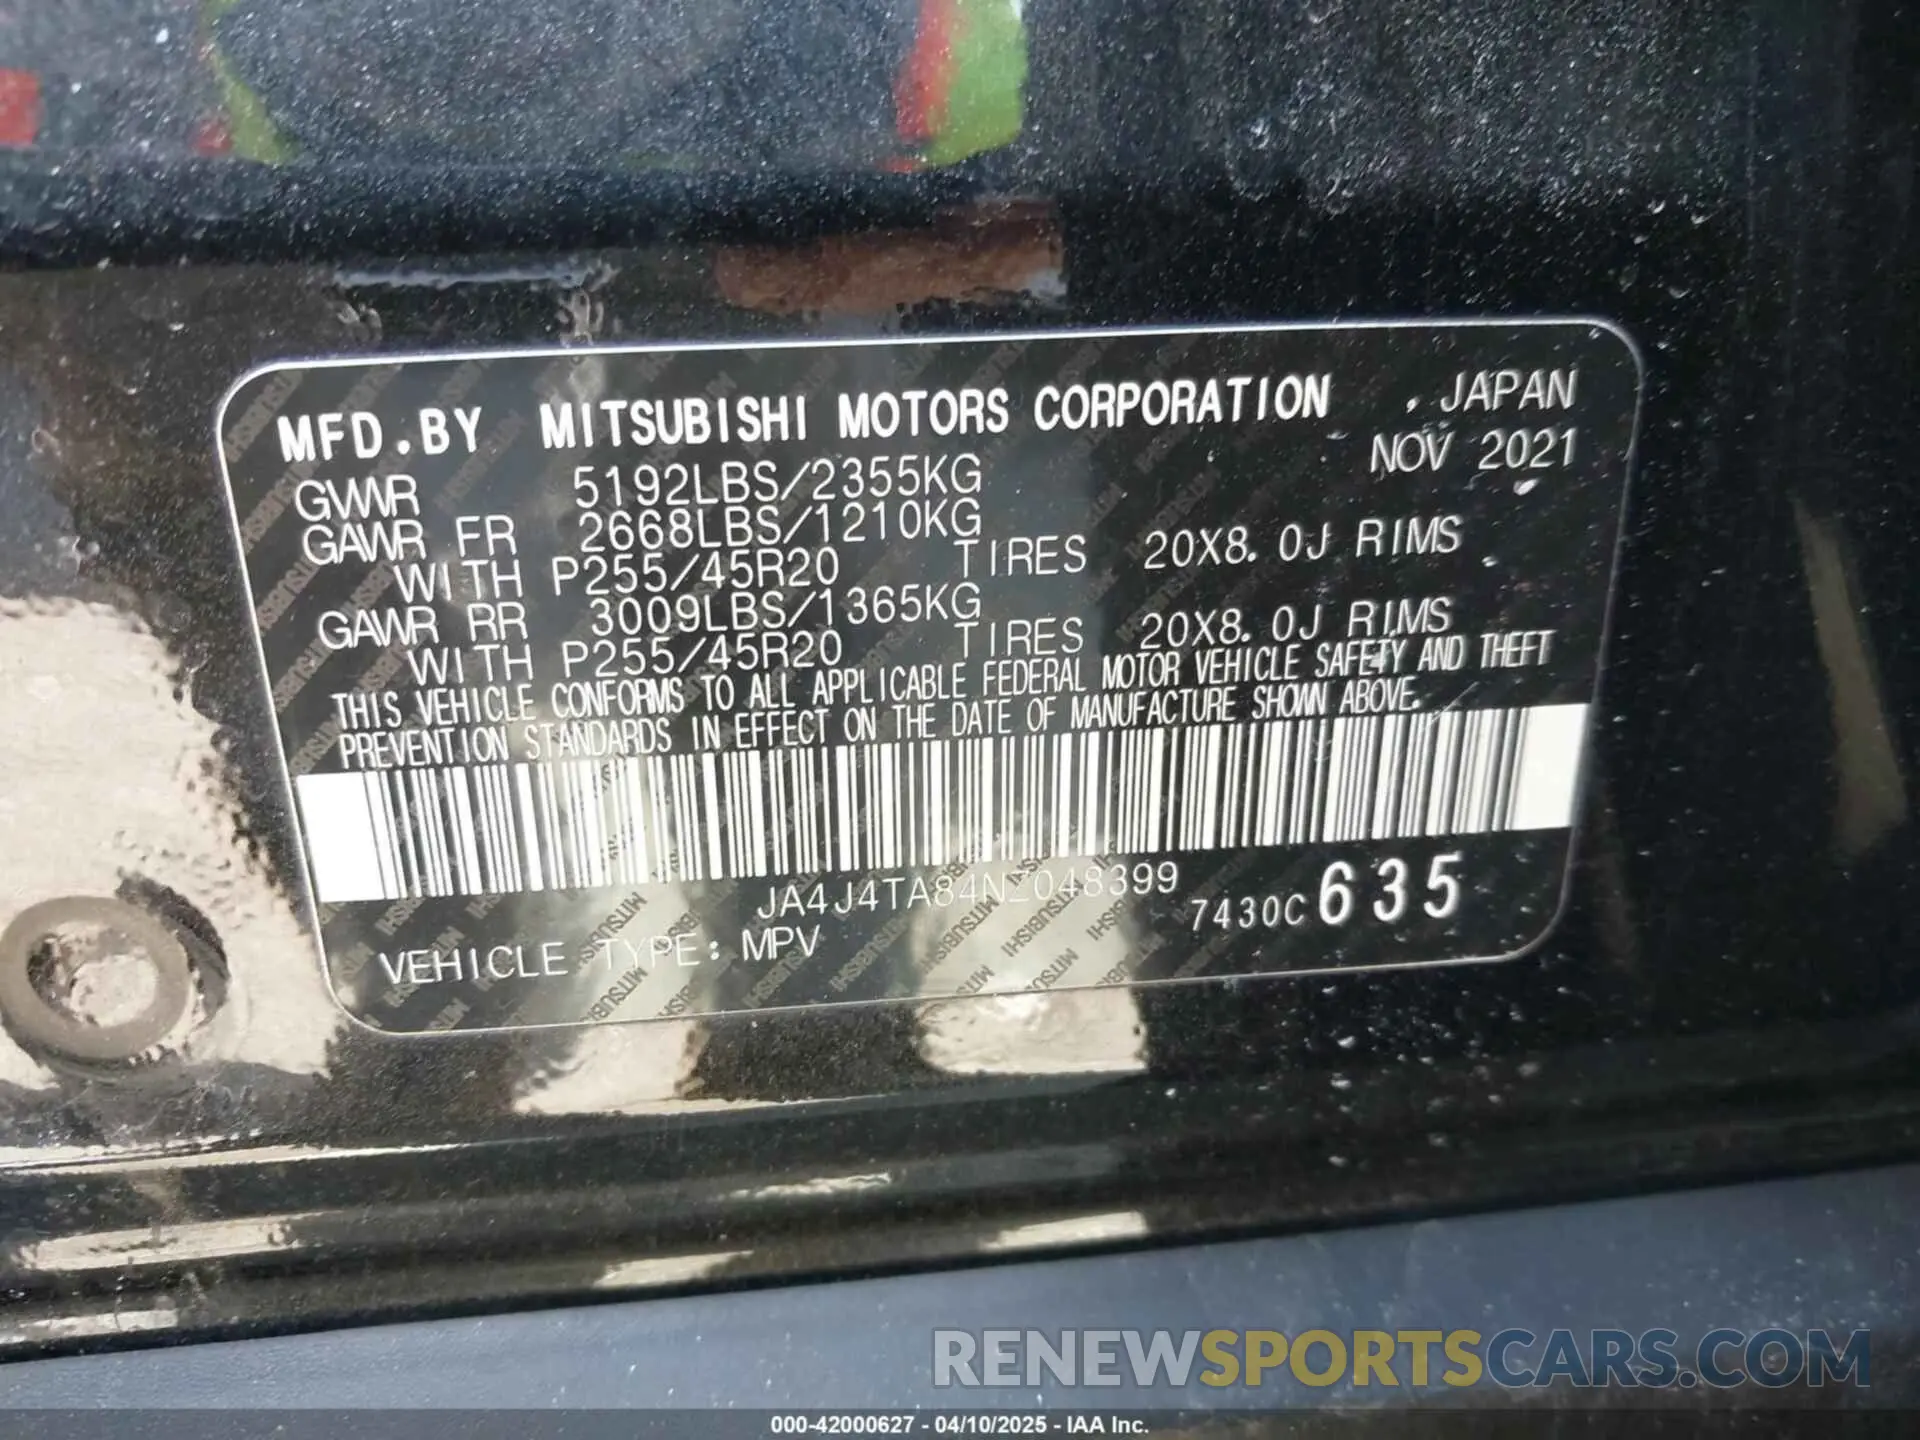 MFD.BY MITSUBISHI MOTORS CORPORATION , JAPAN
NOV 2021
GVWR 5192LBS/2355KG
GAWR FR 2668LBS/1210KG
WITH P255/45R20 TIRES 20X8.0J RIMS
GAWR RR 3009LBS/1365KG
WITH P255/45R20 TIRES 20X8.0J RIMS
THIS VEHICLE CONFORMS TO ALL APPLICABLE FEDERAL MOTOR VEHICLE SAFETY AND THEFT
PREVENTION STANDARDS IN EFFECT ON THE DATE OF MANUFACTURE SHOWN ABOVE.
7430C 635
VEHICLE TYPE: MPV
RENEWSPORTSCARS.COM
000-42000627 - 04/10/2025 - IAA Inc.